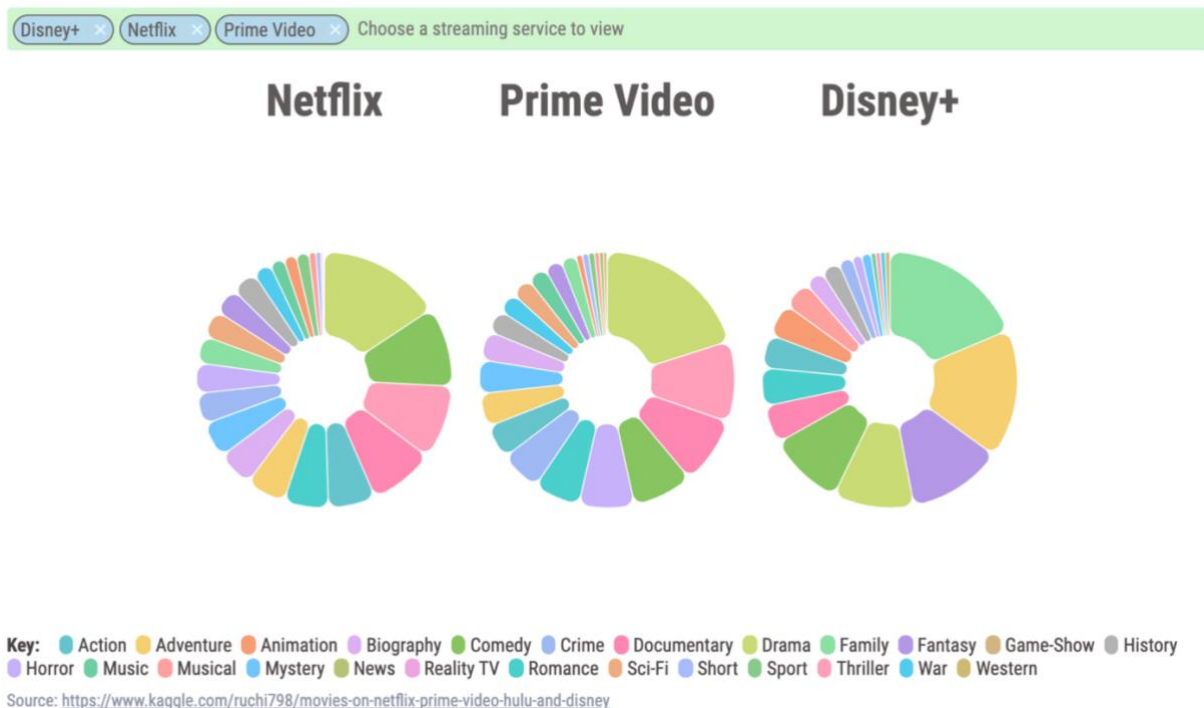 Disney+ × Netflix × Prime Video × Choose a streaming service to view
Netflix Prime Video Disney+
Key: Action Adventure Animation Biography Comedy Crime Documentary Drama Family Fantasy Game-Show History
Horror Music Musical Mystery News Reality TV Romance Sci-Fi Short Sport Thriller War Western
Source: https://www.kaggle.com/ruchi798/movies-on-netflix-prime-video-hulu-and-disney